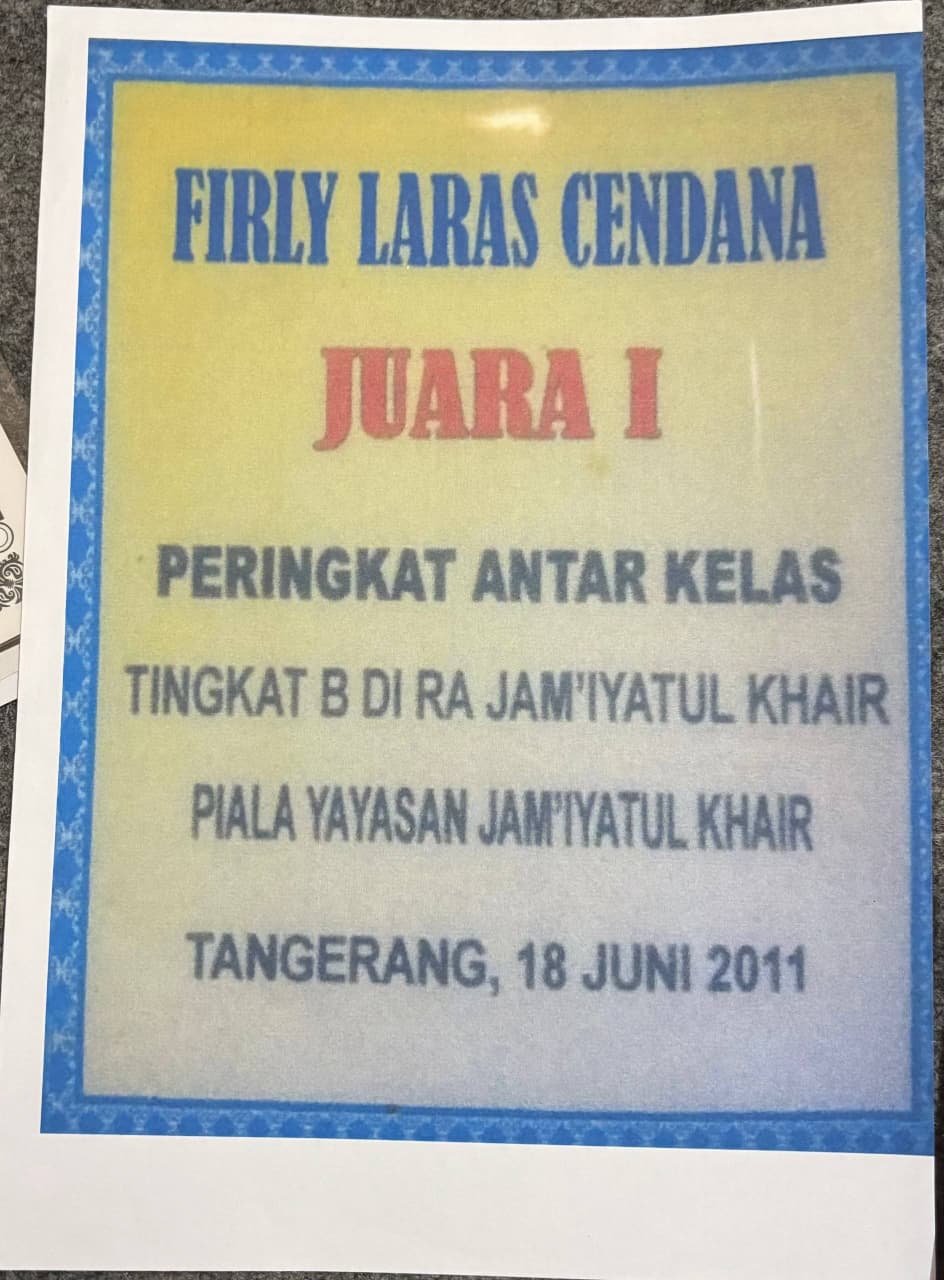 FIRLY LARAS CENDANA
JUARA I
PERINGKAT ANTAR KELAS
TINGKAT B DI RA JAM'IYATUL KHAIR
PIALA YAYASAN JAM'IYATUL KHAIR
TANGERANG, 18 JUNI 2011